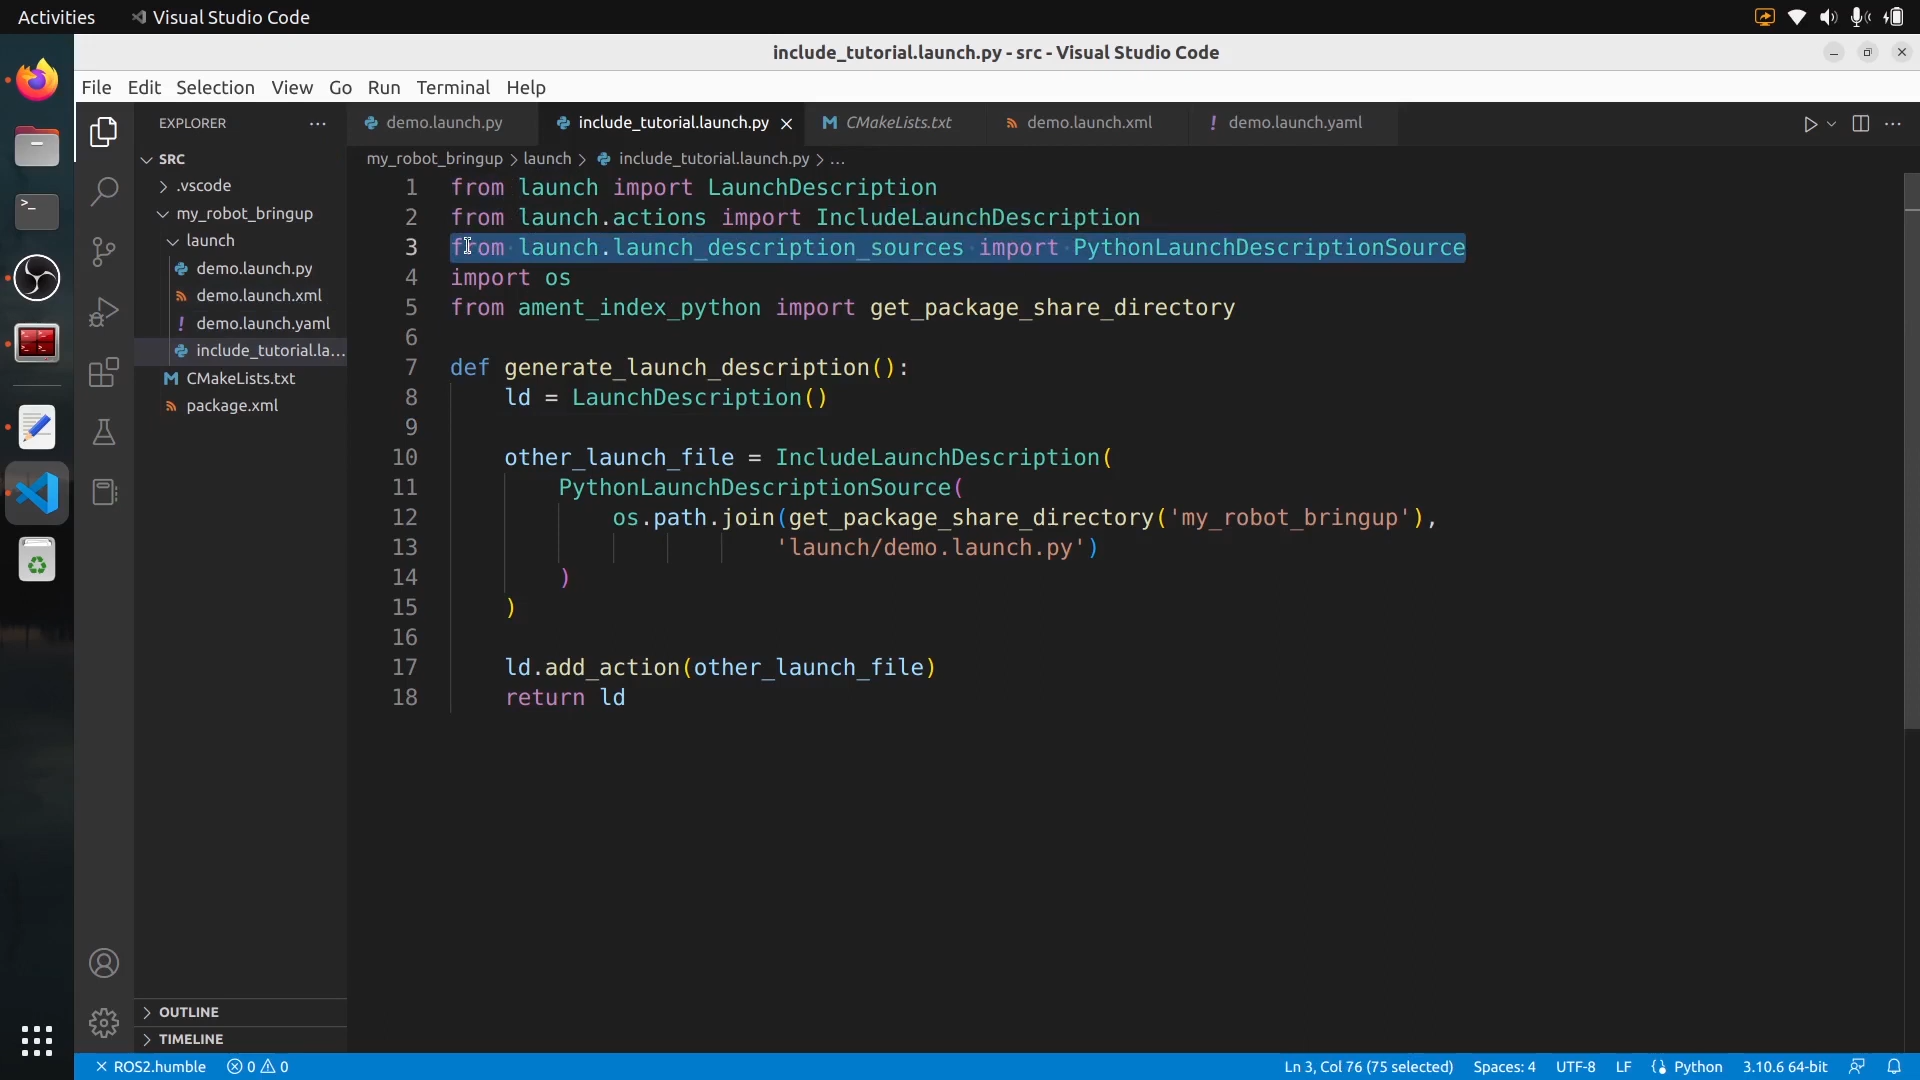 Activities
Visual Studio Code
include_tutorial.launch.py - src - Visual Studio Code
File Edit Selection View Go Run Terminal Help
EXPLORER
demo.launch.py
include_tutorial.launch.py
CMakeLists.txt
demo.launch.xml
! demo.launch.yaml
my_robot_bringup > launch > include_tutorial.launch.py > ...
SRC
.vscode
my_robot_bringup
launch
demo.launch.py
demo.launch.xml
! demo.launch.yaml
include_tutorial.la...
CMakeLists.txt
package.xml
1 from launch import LaunchDescription
2 from launch.actions import IncludeLaunchDescription
3 from launch.launch_description_sources import PythonLaunchDescriptionSource
4 import os
5 from ament_index_python import get_package_share_directory
6
7 def generate_launch_description():
8 ld = LaunchDescription()
9
10 other_launch_file = IncludeLaunchDescription(
11 PythonLaunchDescriptionSource(
12 os.path.join(get_package_share_directory('my_robot_bringup'),
13 'launch/demo.launch.py')
14 )
15 )
16
17 ld.add_action(other_launch_file)
18 return ld
OUTLINE
TIMELINE
ROS2.humble 0 0 Ln 3, Col 76 (75 selected) Spaces: 4 UTF-8 LF Python 3.10.6 64-bit